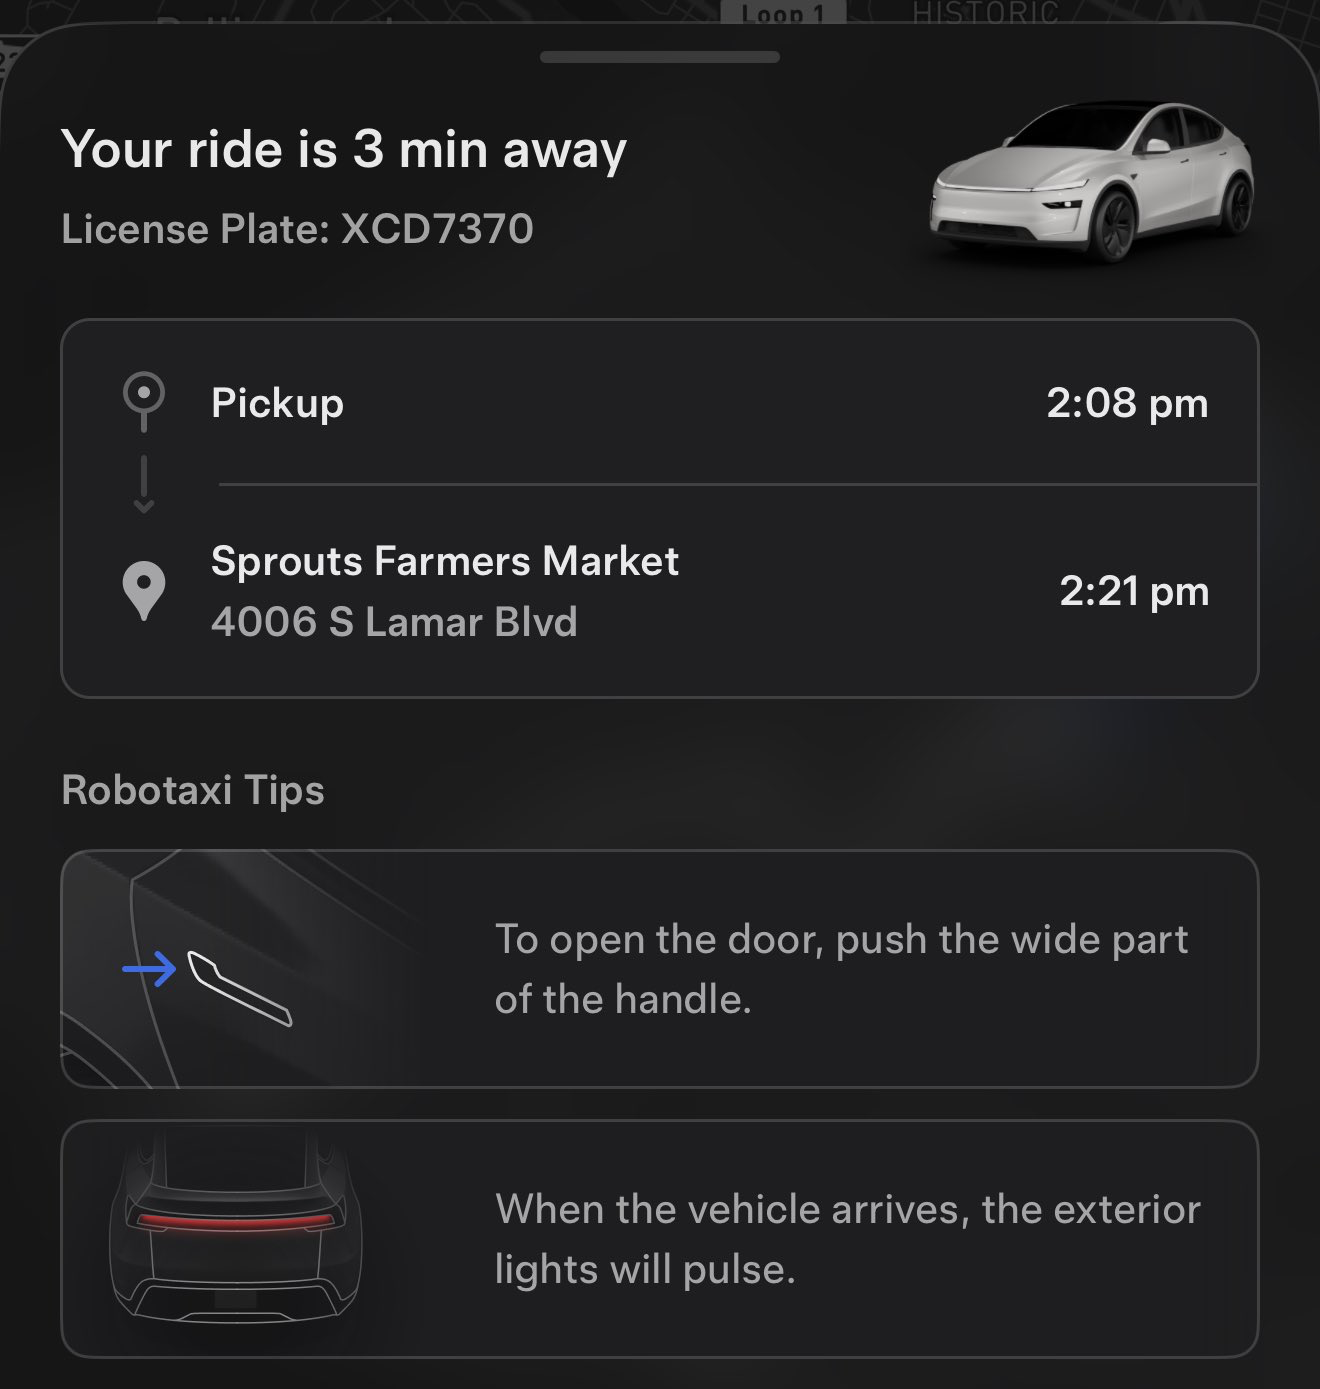 Loop 1
HISTORIC
Your ride is 3 min away
License Plate: XCD7370
Pickup
2:08 pm
Sprouts Farmers Market
4006 S Lamar Blvd
2:21 pm
Robotaxi Tips
To open the door, push the wide part
of the handle.
When the vehicle arrives, the exterior
lights will pulse.